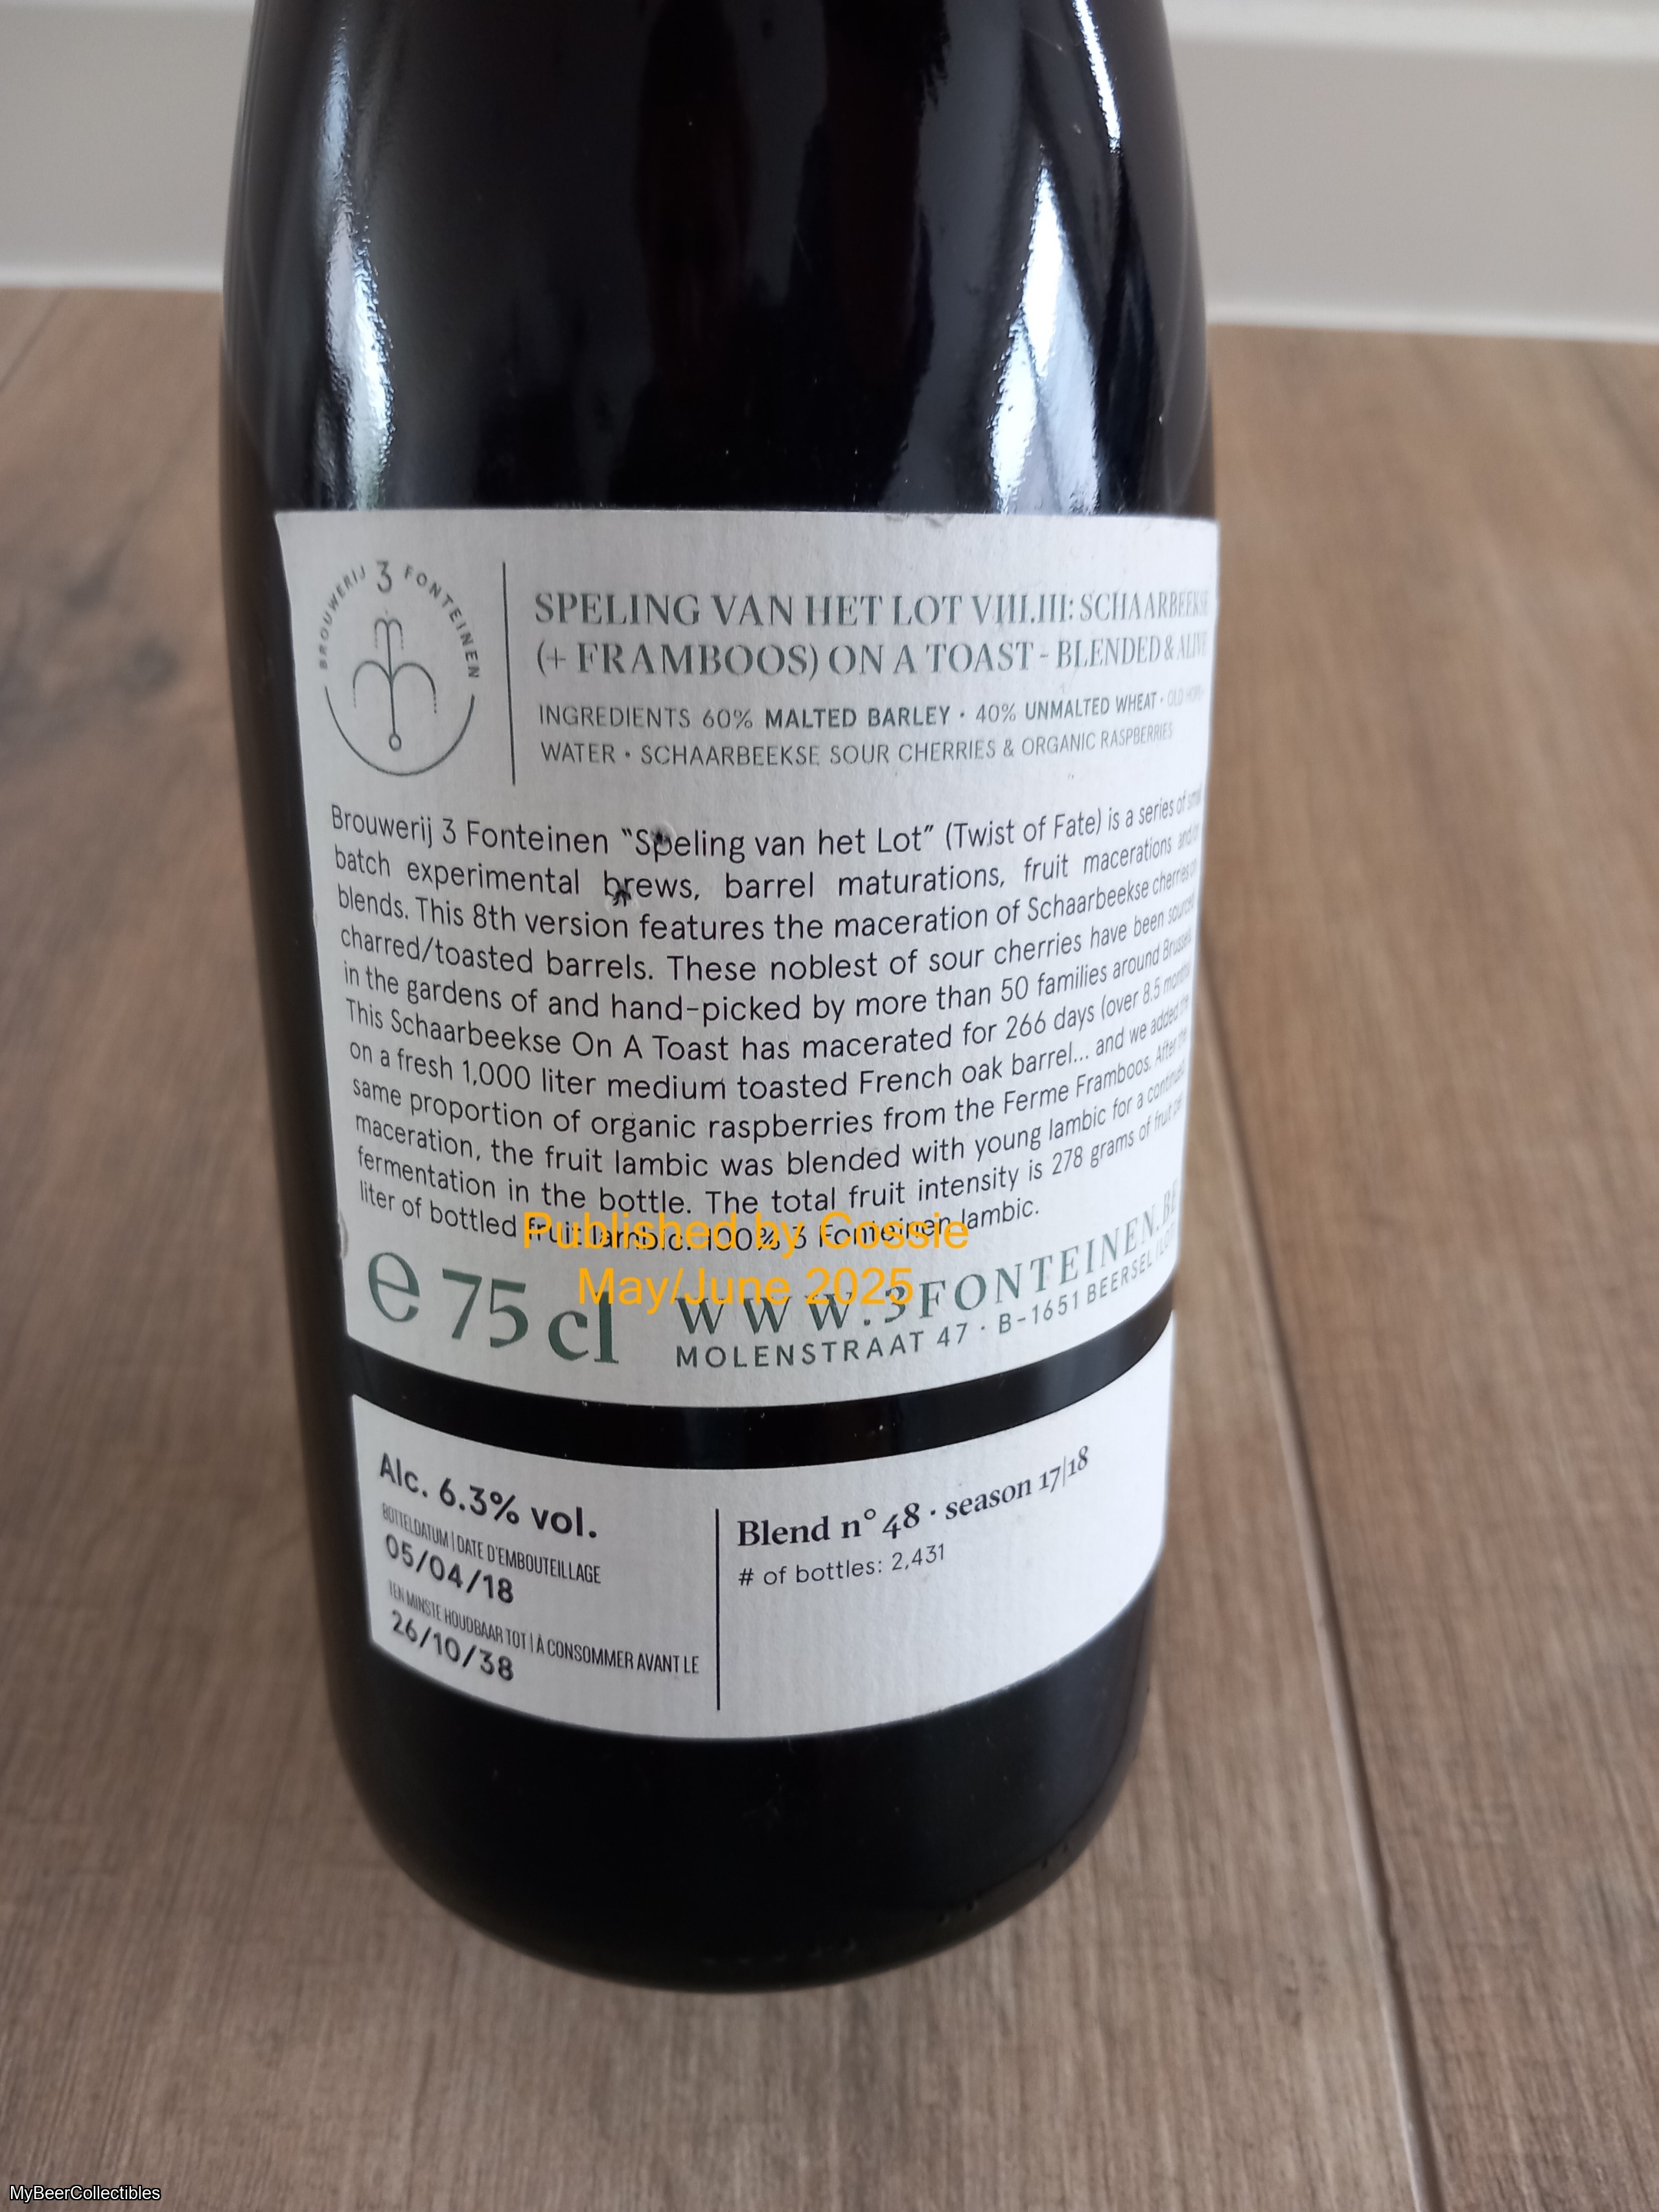 BROUWERIJ 3 FONTEINEN
SPELING VAN HET LOT VIII.III: SCHAARBEEKSE
(+ FRAMBOOS) ON A TOAST - BLENDED & ALIVE
INGREDIENTS 60% MALTED BARLEY • 40% UNMALTED WHEAT •
WATER • SCHAARBEEKSE SOUR CHERRIES & ORGANIC RASPBERRIES
Brouwerij 3 Fonteinen "Speling van het Lot" (Twist of Fate) is a series of small
batch experimental brews, barrel maturations, fruit macerations and/or
blends. This 8th version features the maceration of Schaarbeekse cherries on
charred/toasted barrels. These noblest of sour cherries have been sourced
in the gardens of and hand-picked by more than 50 families around Brussels.
This Schaarbeekse On A Toast has macerated for 266 days (over 8.5 months)
on a fresh 1,000 liter medium toasted French oak barrel... and we added the
same proportion of organic raspberries from the Ferme Framboos. After the
maceration, the fruit lambic was blended with young lambic for a continued
fermentation in the bottle. The total fruit intensity is 278 grams of fruit per
liter of bottled fruit lambic. 100% 3 Fonteinen lambic.
Published by Cossie
May/June 2025
e 75 cl
WWW.3FONTEINEN.BE
MOLENSTRAAT 47 · B-1651 BEERSEL
Alc. 6.3% vol.
BOTTELDATUM | DATE D'EMBOUTEILLAGE
05/04/18
TEN MINSTE HOUDBAAR TOT | À CONSOMMER AVANT LE
26/10/38
Blend n° 48 · season 17|18
# of bottles: 2,431
MyBeerCollectibles